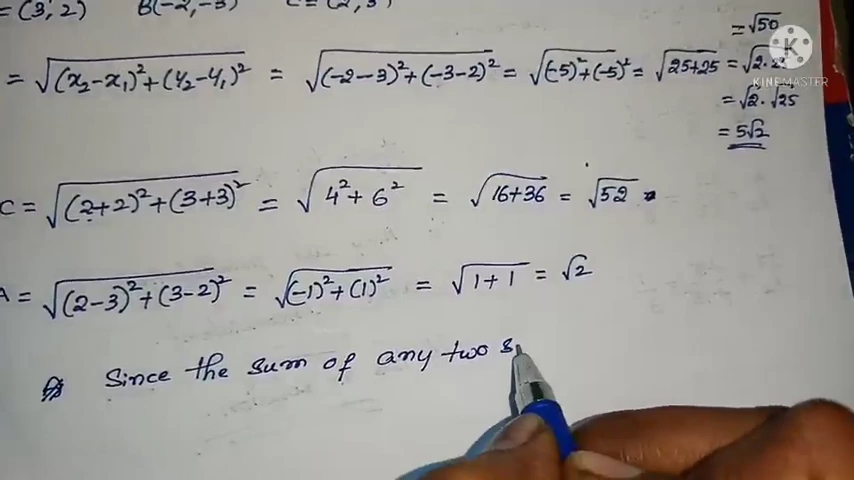 = (3, 2) B(-2, -3) C = (2, 3)
= √50
= √((x₂-x₁)²+(y₂-y₁)²) = √((-2-3)²+(-3-2)²) = √((-5)²+(-5)²) = √(25+25) = √2·25
KINEMASTER
= √2 · √25
= 5√2
C = √((2+2)²+(3+3)²) = √(4²+6²) = √(16+36) = √52
A = √((2-3)²+(3-2)²) = √((-1)²+(1)²) = √(1+1) = √2
Since the sum of any two s